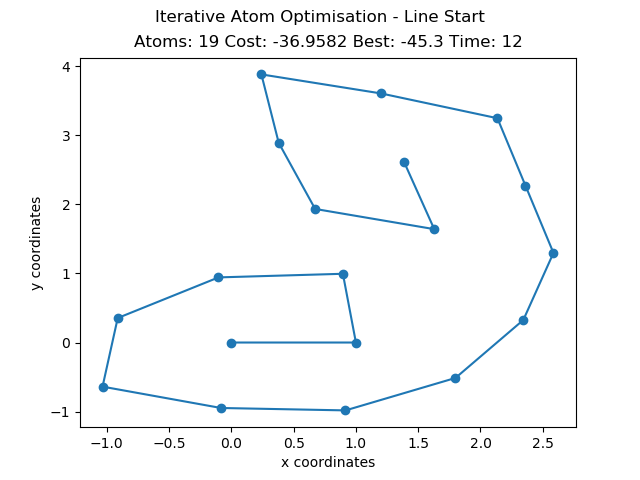 Iterative Atom Optimisation - Line Start
Atoms: 19 Cost: -36.9582 Best: -45.3 Time: 12
4
3
2
1
0
−1
y coordinates
−1.0 −0.5 0.0 0.5 1.0 1.5 2.0 2.5
x coordinates